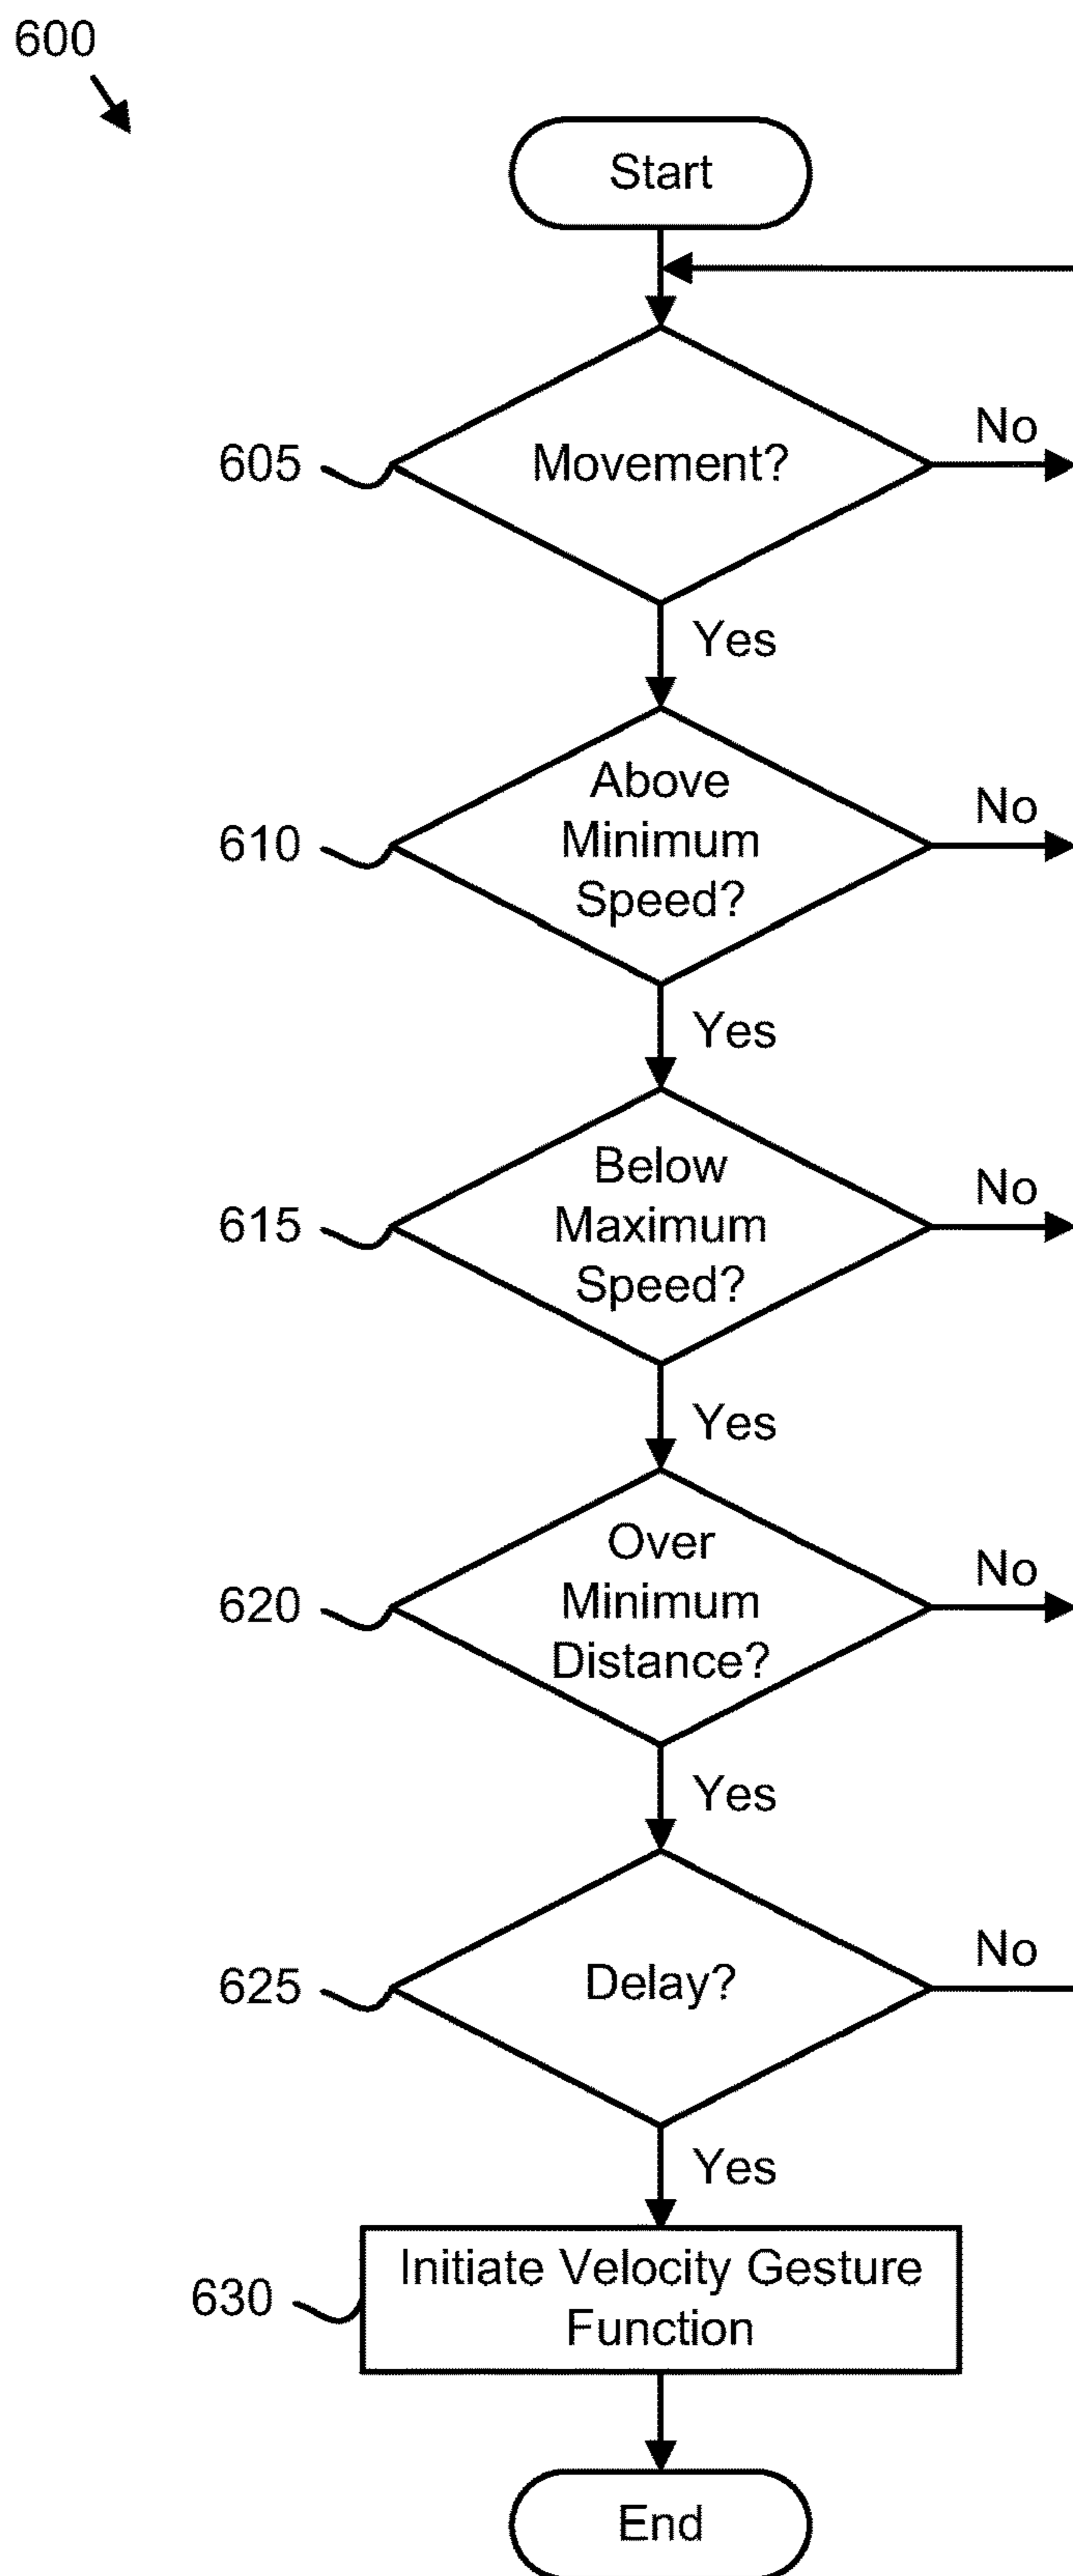 600
Start
605
Movement?
No
Yes
610
Above
Minimum
Speed?
No
Yes
615
Below
Maximum
Speed?
No
Yes
620
Over
Minimum
Distance?
No
Yes
625
Delay?
No
Yes
630
Initiate Velocity Gesture
Function
End